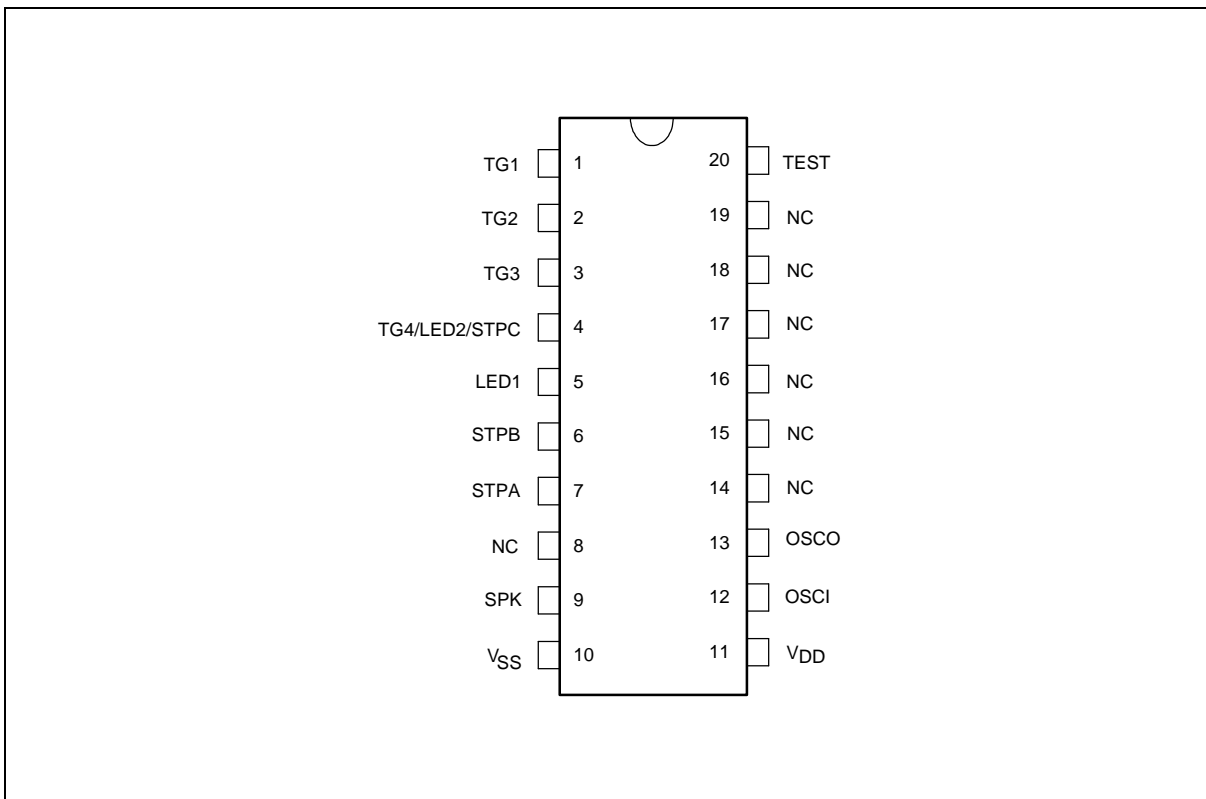 TG1 1 20 TEST
TG2 2 19 NC
TG3 3 18 NC
TG4/LED2/STPC 4 17 NC
LED1 5 16 NC
STPB 6 15 NC
STPA 7 14 NC
NC 8 13 OSCO
SPK 9 12 OSCI
VSS 10 11 VDD